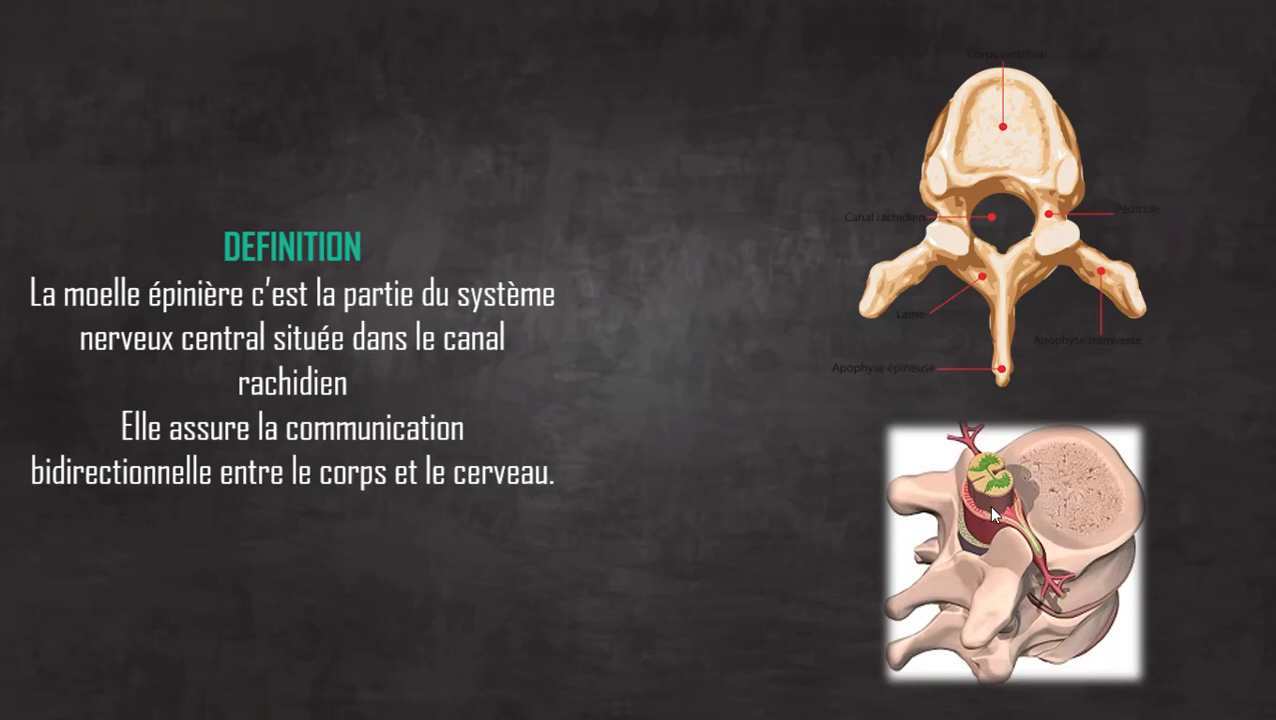 DEFINITION
La moelle épinière c'est la partie du système
nerveux central située dans le canal
rachidien
Elle assure la communication
bidirectionnelle entre le corps et le cerveau.
Corps vertébral
Canal rachidien
Pédicule
Lame
Apophyse transverse
Apophyse épineuse